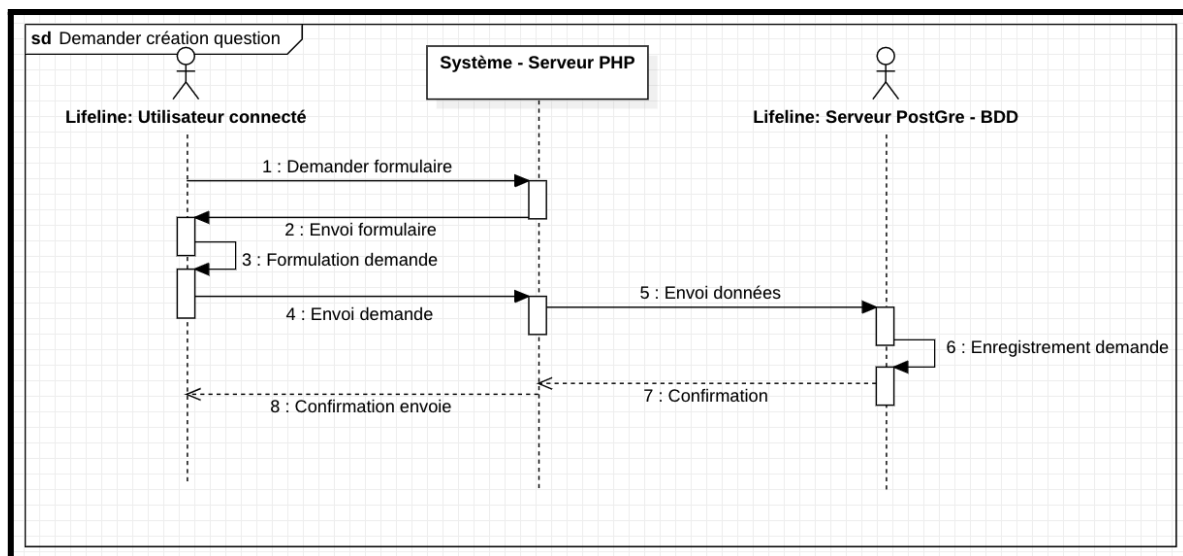 sd Demander création question
Système - Serveur PHP
Lifeline: Utilisateur connecté
Lifeline: Serveur PostGre - BDD
1 : Demander formulaire
2 : Envoi formulaire
3 : Formulation demande
4 : Envoi demande
5 : Envoi données
6 : Enregistrement demande
7 : Confirmation
8 : Confirmation envoie